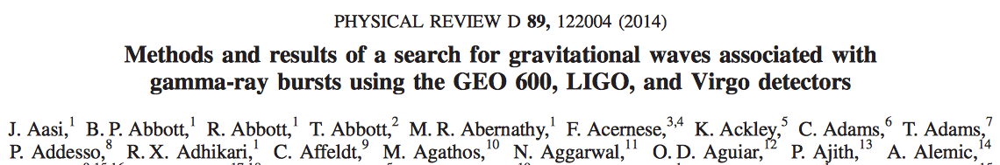 PHYSICAL REVIEW D 89, 122004 (2014)
Methods and results of a search for gravitational waves associated with
gamma-ray bursts using the GEO 600, LIGO, and Virgo detectors
J. Aasi,¹ B. P. Abbott,¹ R. Abbott,¹ T. Abbott,² M. R. Abernathy,¹ F. Acernese,³,⁴ K. Ackley,⁵ C. Adams,⁶ T. Adams,⁷
P. Addesso,⁸ R. X. Adhikari,¹ C. Affeldt,⁹ M. Agathos,¹⁰ N. Aggarwal,¹¹ O. D. Aguiar,¹² P. Ajith,¹³ A. Alemic,¹⁴